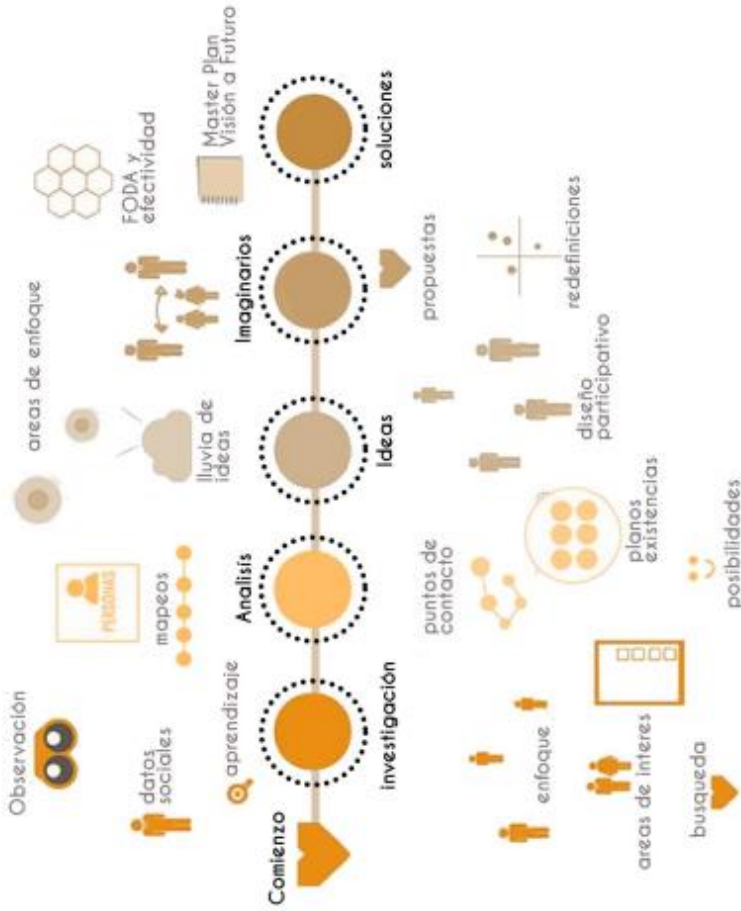 Comienzo
investigación
Analisis
Ideas
Imaginarios
soluciones
Observación
datos
sociales
aprendizaje
PERSONAS
mapeos
areas de enfoque
lluvia de
ideas
FODA y
efectividad
Master Plan
Visión a Futuro
enfoque
areas de interes
busqueda
puntos de
contacto
planos
existencias
posibilidades
diseño
participativo
propuestas
redefiniciones